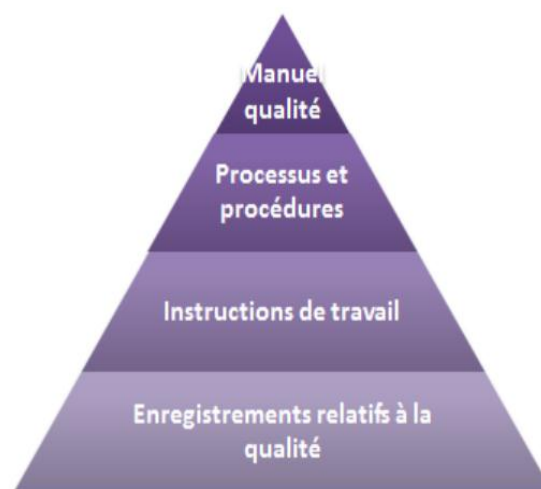 Manuel
qualité
Processus et
procédures
Instructions de travail
Enregistrements relatifs à la
qualité